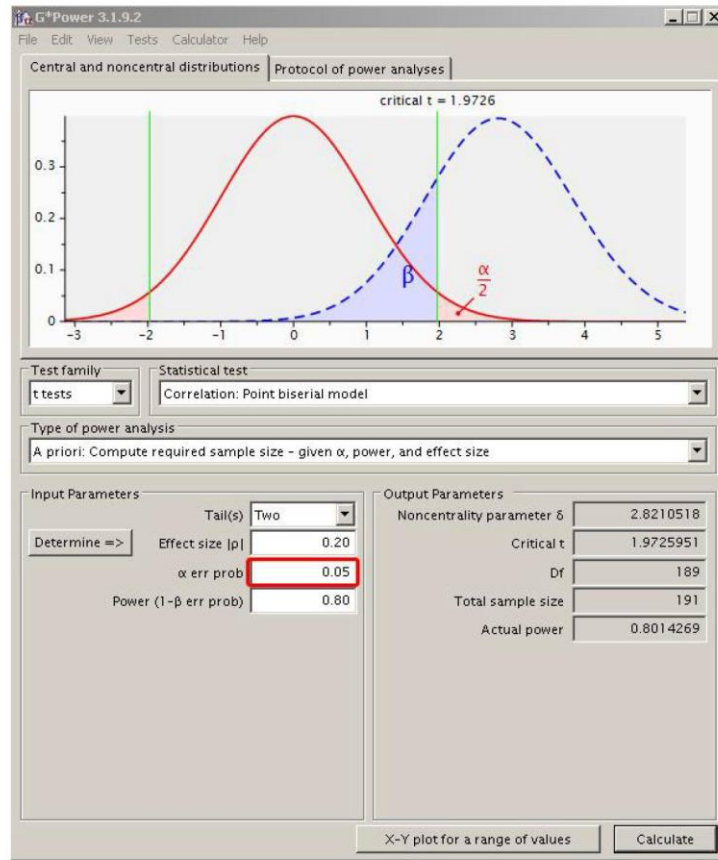 G*Power 3.1.9.2
File Edit View Tests Calculator Help
Central and noncentral distributions Protocol of power analyses
critical t = 1.9726
0.3
0.2
0.1
0
β
α
2
-3 -2 -1 0 1 2 3 4 5
Test family Statistical test
t tests Correlation: Point biserial model
Type of power analysis
A priori: Compute required sample size - given α, power, and effect size
Input Parameters
Tail(s) Two
Determine => Effect size |ρ| 0.20
α err prob 0.05
Power (1-β err prob) 0.80
Output Parameters
Noncentrality parameter δ 2.8210518
Critical t 1.9725951
Df 189
Total sample size 191
Actual power 0.8014269
X-Y plot for a range of values Calculate